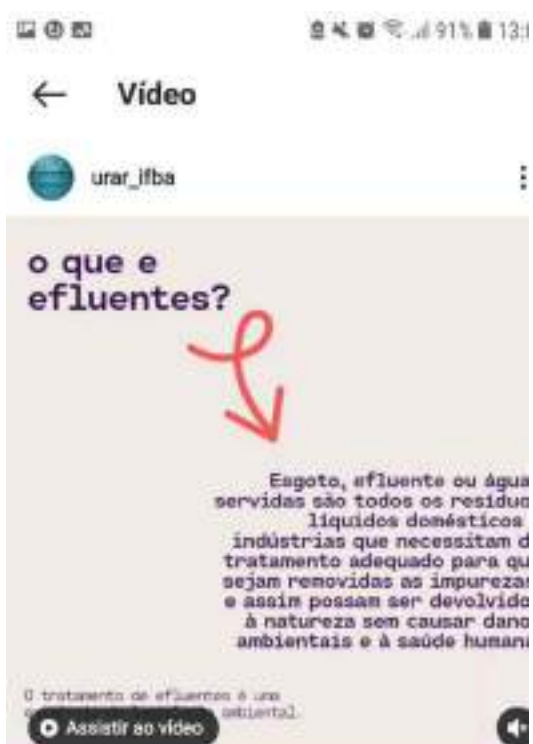 91% 13:
Vídeo
urar_ifba
o que e
efluentes?
Esgoto, efluente ou água
servidas são todos os resíduo
líquidos domésticos
indústrias que necessitam d
tratamento adequado para qu
sejam removidas as impurezas
e assim possam ser devolvido
à natureza sem causar dano
ambientais e à saúde humana
O tratamento de efluentes é uma
ambiental.
Assistir ao vídeo